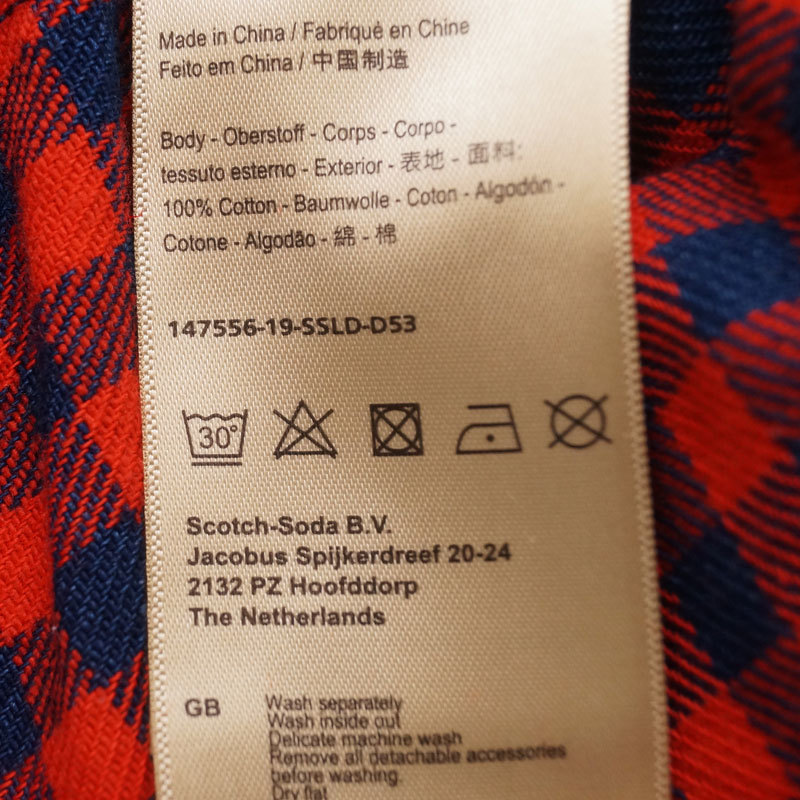 Made in China / Fabriqué en Chine
Feito em China / 中国制造
Body - Oberstoff - Corps - Corpo -
tessuto esterno - Exterior - 表地 - 面料:
100% Cotton - Baumwolle - Coton - Algodón -
Cotone - Algodão - 綿 - 棉
147556-19-SSLD-D53
30°
Scotch-Soda B.V.
Jacobus Spijkerdreef 20-24
2132 PZ Hoofddorp
The Netherlands
GB
Wash separately
Wash inside out
Delicate machine wash
Remove all detachable accessories
before washing.
Dry flat